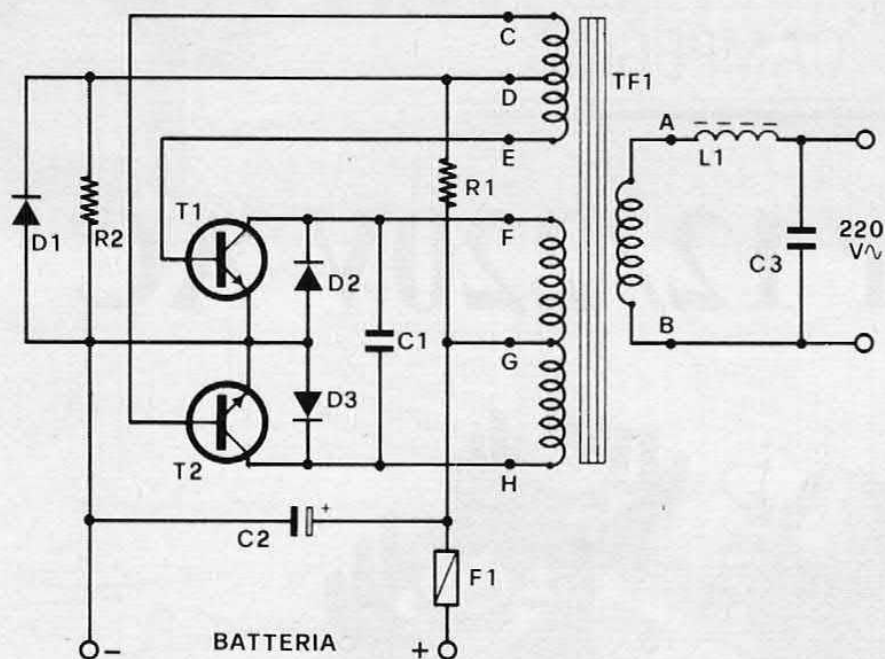 C
TF1
D
A
E
L1
R1
T1
D1
R2
F
220
V∿
D2
C3
C1
G
B
D3
T2
H
+
C2
F1
−
BATTERIA
+